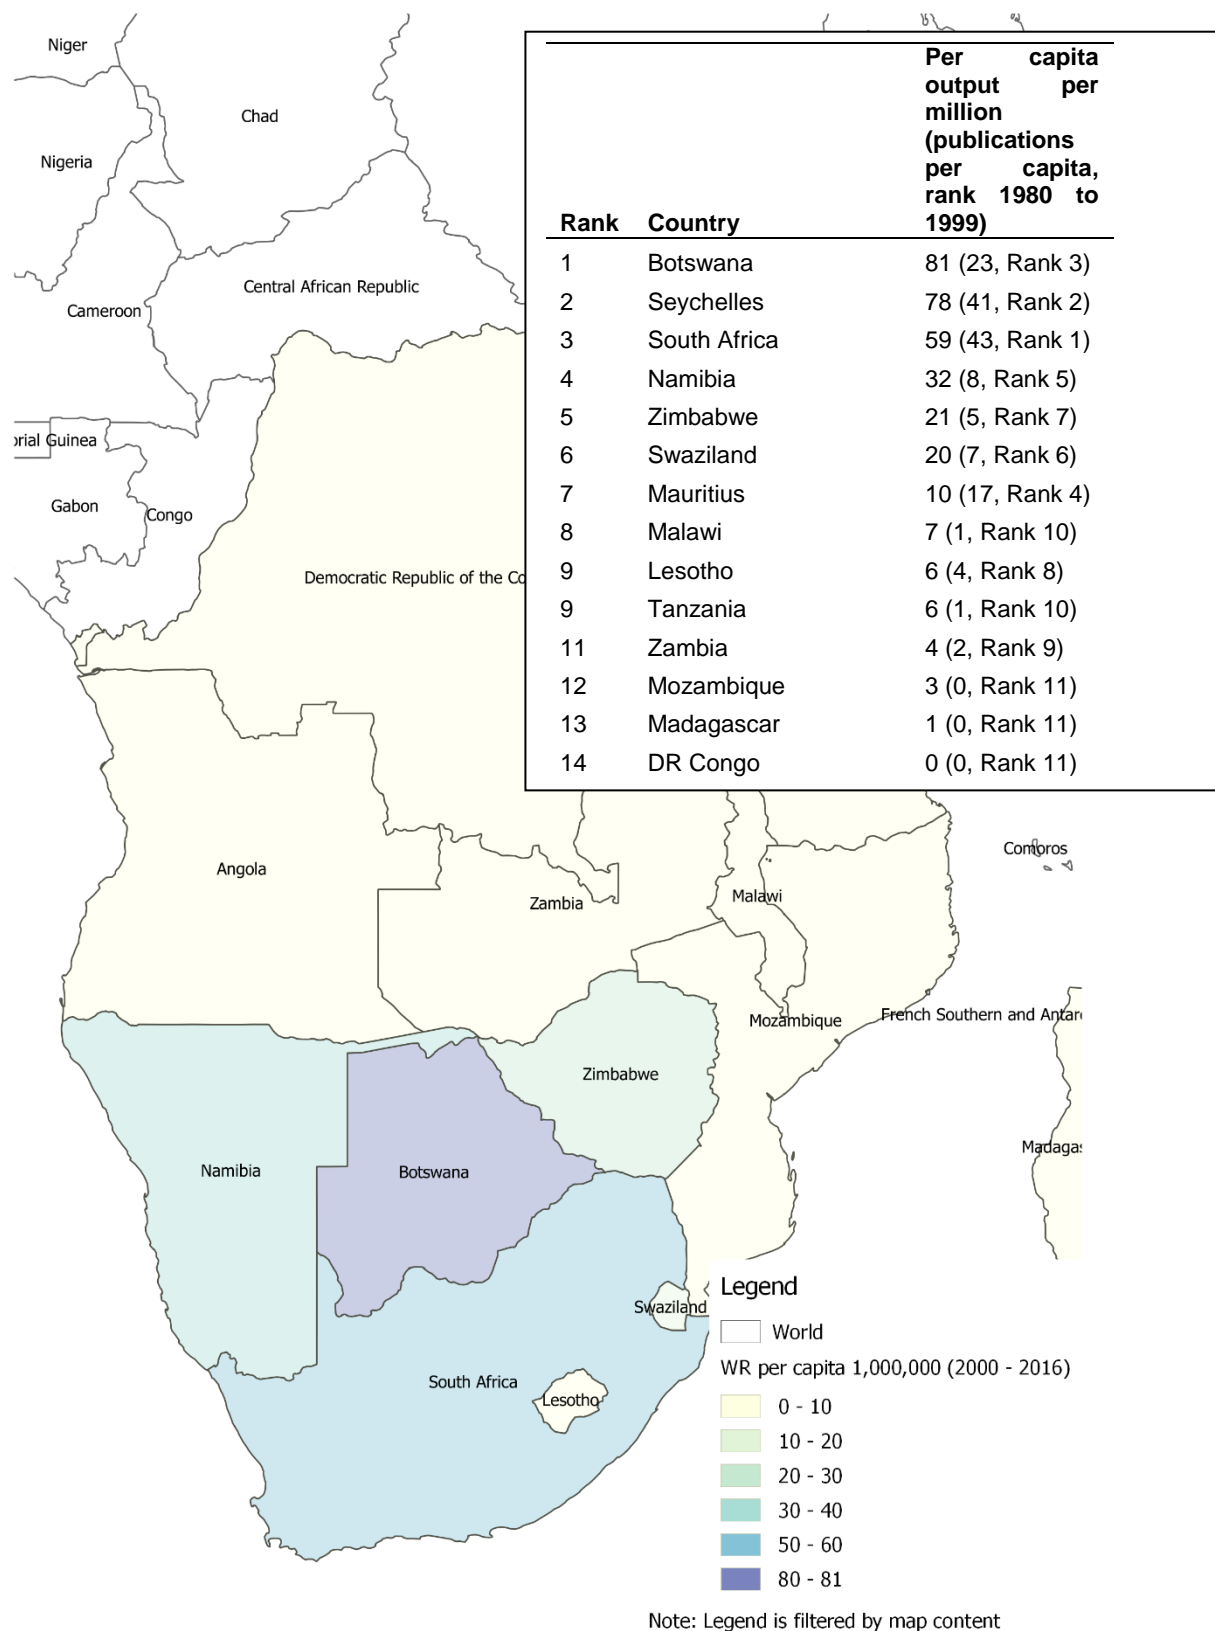 Niger
Chad
Nigeria
Central African Republic
Cameroon
orial Guinea
Gabon
Congo
Democratic Republic of the Co
Per capita
output per
million
(publications
per capita,
rank 1980 to
Rank Country 1999)
1 Botswana 81 (23, Rank 3)
2 Seychelles 78 (41, Rank 2)
3 South Africa 59 (43, Rank 1)
4 Namibia 32 (8, Rank 5)
5 Zimbabwe 21 (5, Rank 7)
6 Swaziland 20 (7, Rank 6)
7 Mauritius 10 (17, Rank 4)
8 Malawi 7 (1, Rank 10)
9 Lesotho 6 (4, Rank 8)
9 Tanzania 6 (1, Rank 10)
11 Zambia 4 (2, Rank 9)
12 Mozambique 3 (0, Rank 11)
13 Madagascar 1 (0, Rank 11)
14 DR Congo 0 (0, Rank 11)
Comoros
Angola
Malawi
Zambia
French Southern and Antar
Mozambique
Zimbabwe
Madaga
Namibia
Botswana
Swaziland
South Africa
Lesotho
Legend
World
WR per capita 1,000,000 (2000 - 2016)
0 - 10
10 - 20
20 - 30
30 - 40
50 - 60
80 - 81
Note: Legend is filtered by map content